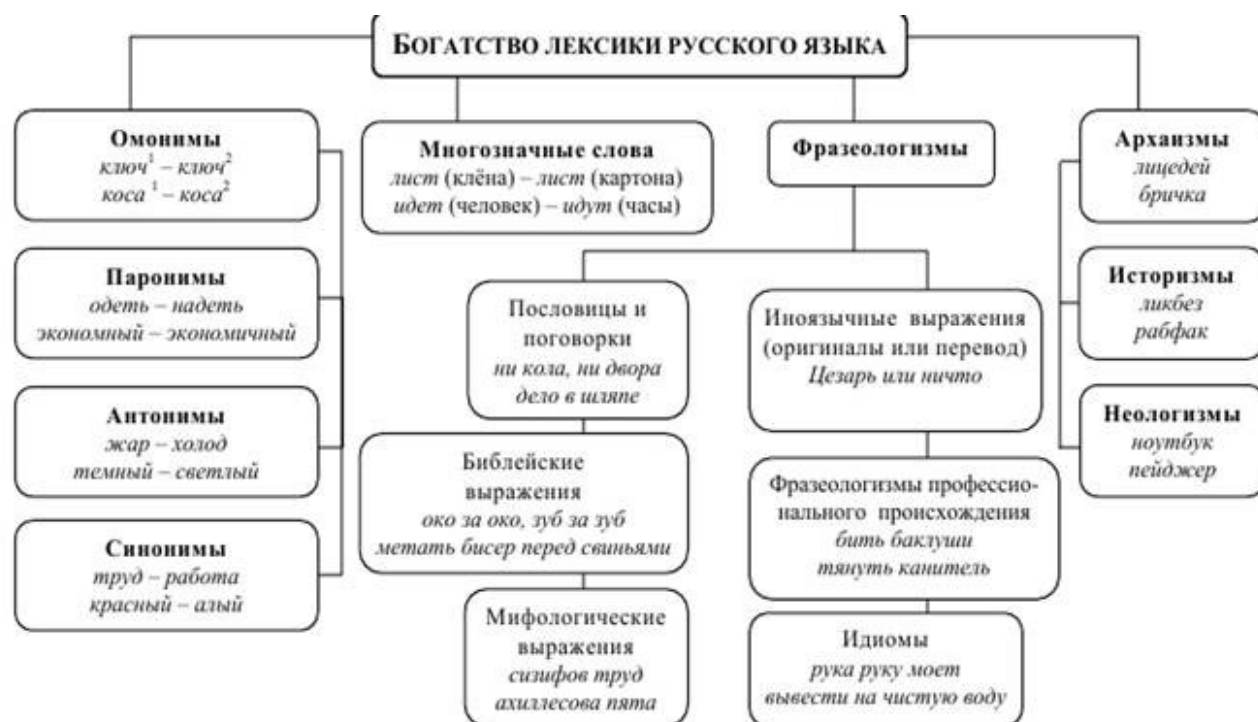 БОГАТСТВО ЛЕКСИКИ РУССКОГО ЯЗЫКА
Омонимы
ключ¹ – ключ²
коса ¹ – коса²
Паронимы
одеть – надеть
экономный – экономичный
Антонимы
жар – холод
темный – светлый
Синонимы
труд – работа
красный – алый
Многозначные слова
лист (клёна) – лист (картона)
идет (человек) – идут (часы)
Фразеологизмы
Пословицы и
поговорки
ни кола, ни двора
дело в шляпе
Библейские
выражения
око за око, зуб за зуб
метать бисер перед свиньями
Мифологические
выражения
сизифов труд
ахиллесова пята
Иноязычные выражения
(оригиналы или перевод)
Цезарь или ничто
Фразеологизмы професcио-
нального происхождения
бить баклуши
тянуть канитель
Идиомы
рука руку моет
вывести на чистую воду
Архаизмы
лицедей
бричка
Историзмы
ликбез
рабфак
Неологизмы
ноутбук
пейджер